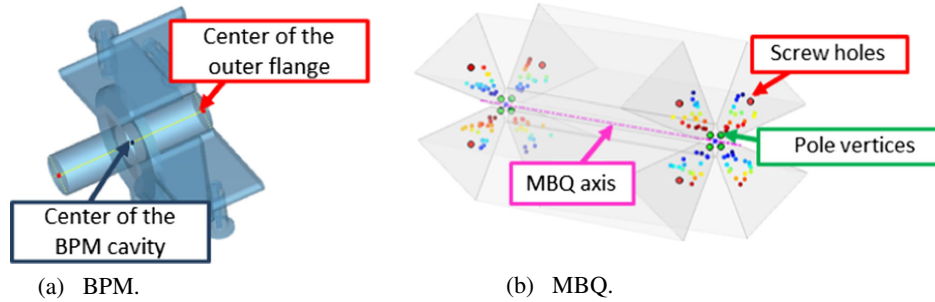 Center of the
outer flange
Center of the
BPM cavity
Screw holes
Pole vertices
MBQ axis
(a) BPM.
(b) MBQ.